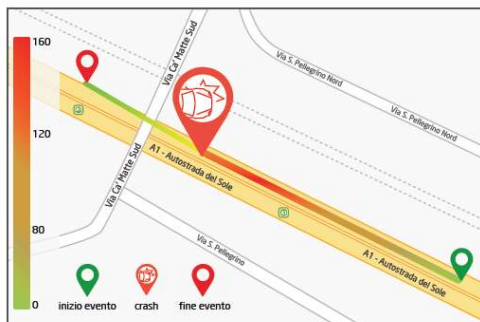 160
120
80
0
Via Ca' Matte Sud
Via Ca' Matte Sud
Via S. Pellegrino Nord
Via S. Pellegrino Nord
A1 - Autostrada del Sole
Via S. Pellegrino
A1 - Autostrada del Sole
inizio evento
crash
fine evento